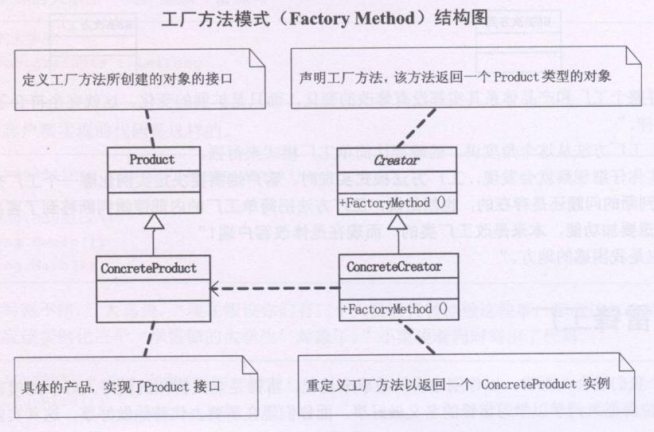 工厂方法模式（Factory Method）结构图
定义工厂方法所创建的对象的接口
声明工厂方法，该方法返回一个 Product 类型的对象
Product
Creator
+FactoryMethod ()
ConcreteProduct
ConcreteCreator
+FactoryMethod ()
具体的产品，实现了Product 接口
重定义工厂方法以返回一个 ConcreteProduct 实例